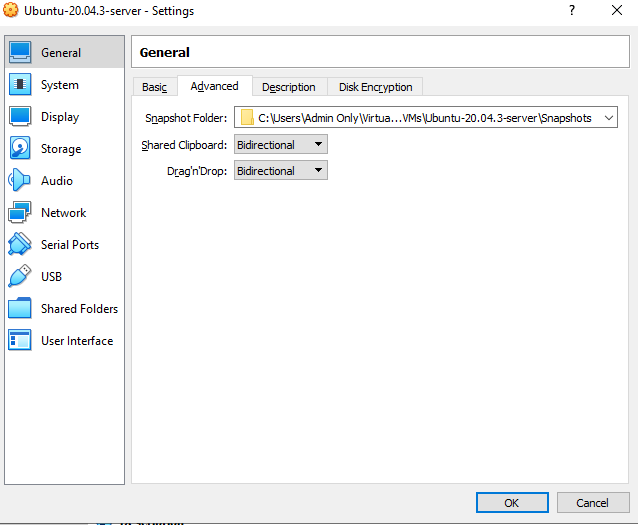 Ubuntu-20.04.3-server - Settings ? ×
General
System
Display
Storage
Audio
Network
Serial Ports
USB
Shared Folders
User Interface
General
Basic Advanced Description Disk Encryption
Snapshot Folder: C:\Users\Admin Only\Virtua...VMs\Ubuntu-20.04.3-server\Snapshots
Shared Clipboard: Bidirectional
Drag'n'Drop: Bidirectional
OK Cancel